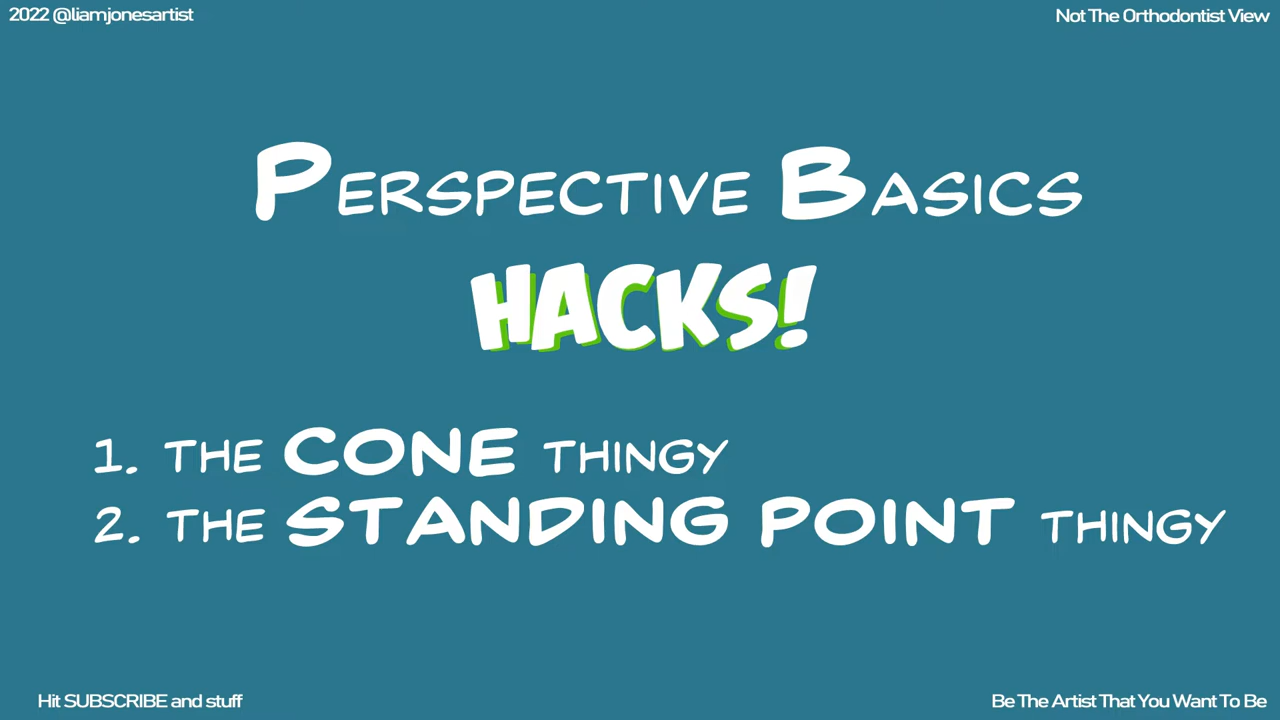 2022 @liamjonesartist
Not The Orthodontist View
Perspective Basics
HACKS!
1. THE CONE THINGY
2. THE STANDING POINT THINGY
Hit SUBSCRIBE and stuff
Be The Artist That You Want To Be